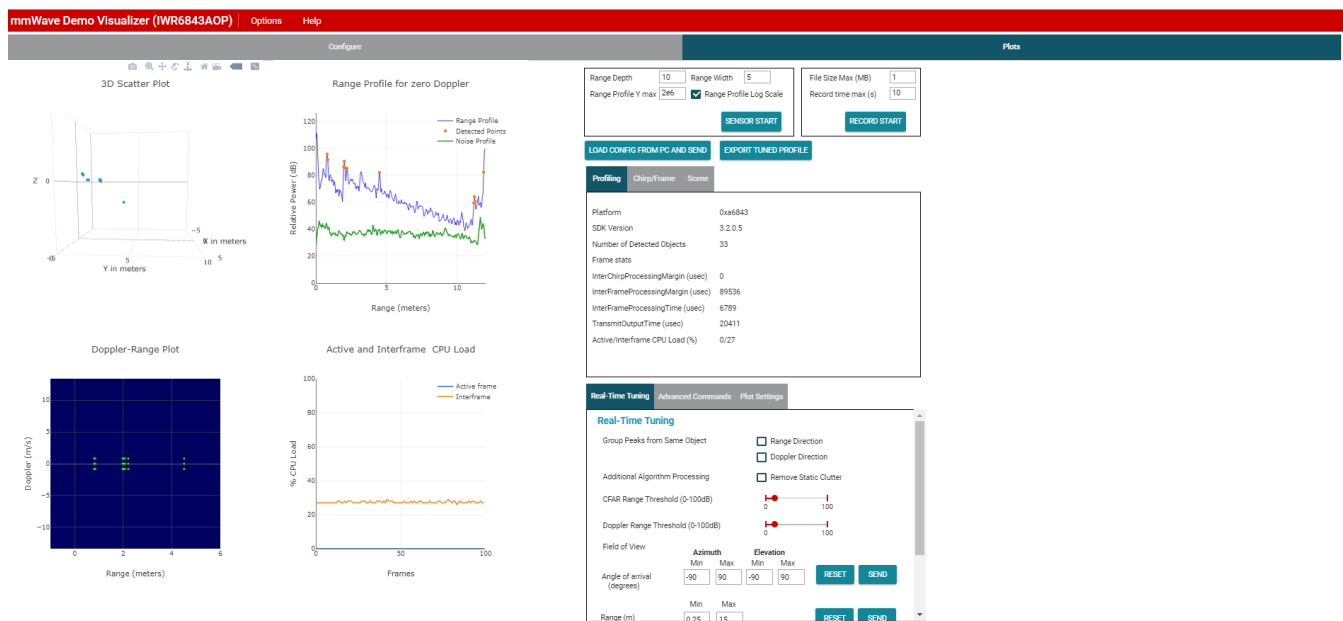 mmWave Demo Visualizer (IWR6843AOP) Options Help
Configure Plots
3D Scatter Plot
Z 0
-5
X in meters
5
10 5
Y in meters
Range Profile for zero Doppler
Range Profile
Detected Points
Noise Profile
120
100
80
60
40
20
0
Relative Power (dB)
0 5 10
Range (meters)
Doppler-Range Plot
10
5
0
−5
−10
Doppler (m/s)
0 2 4 6
Range (meters)
Active and Interframe CPU Load
Active frame
Interframe
100
80
60
40
20
0
% CPU Load
0 50 100
Frames
Range Depth 10 Range Width 5
Range Profile Y max 2e6 Range Profile Log Scale
SENSOR START
File Size Max (MB) 1
Record time max (s) 10
RECORD START
LOAD CONFIG FROM PC AND SEND EXPORT TUNED PROFILE
Profiling Chirp/Frame Scene
Platform 0xa6843
SDK Version 3.2.0.5
Number of Detected Objects 33
Frame stats
InterChirpProcessingMargin (usec) 0
InterFrameProcessingMargin (usec) 89536
InterFrameProcessingTime (usec) 6789
TransmitOutputTime (usec) 20411
Active/Interframe CPU Load (%) 0/27
Real-Time Tuning Advanced Commands Plot Settings
Real-Time Tuning
Group Peaks from Same Object Range Direction
Doppler Direction
Additional Algorithm Processing Remove Static Clutter
CFAR Range Threshold (0-100dB)
0 100
Doppler Range Threshold (0-100dB)
0 100
Field of View
Azimuth Elevation
Min Max Min Max
Angle of arrival (degrees) -90 90 -90 90 RESET SEND
Min Max
Range (m) 0.25 15 RESET SEND